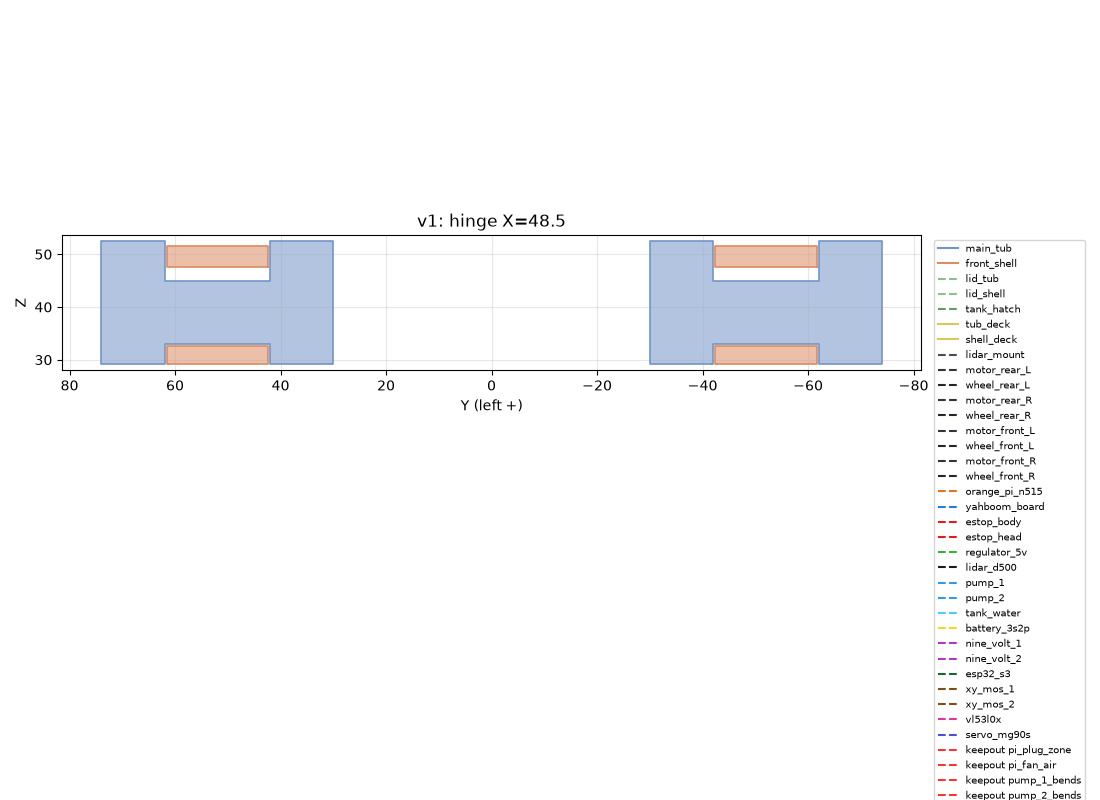 v1: hinge X=48.5
50
40
30
Z
80
60
40
20
0
−20
−40
−60
−80
Y (left +)
main_tub
front_shell
lid_tub
lid_shell
tank_hatch
tub_deck
shell_deck
lidar_mount
motor_rear_L
wheel_rear_L
motor_rear_R
wheel_rear_R
motor_front_L
wheel_front_L
motor_front_R
wheel_front_R
orange_pi_n515
yahboom_board
estop_body
estop_head
regulator_5v
lidar_d500
pump_1
pump_2
tank_water
battery_3s2p
nine_volt_1
nine_volt_2
esp32_s3
xy_mos_1
xy_mos_2
vl53l0x
servo_mg90s
keepout pi_plug_zone
keepout pi_fan_air
keepout pump_1_bends
keepout pump_2_bends